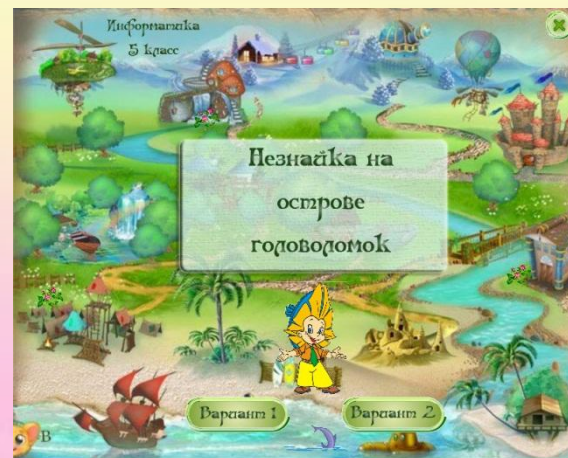 Информатика
5 класс
Незнайка на
острове
головоломок
Вариант 1
Вариант 2
В